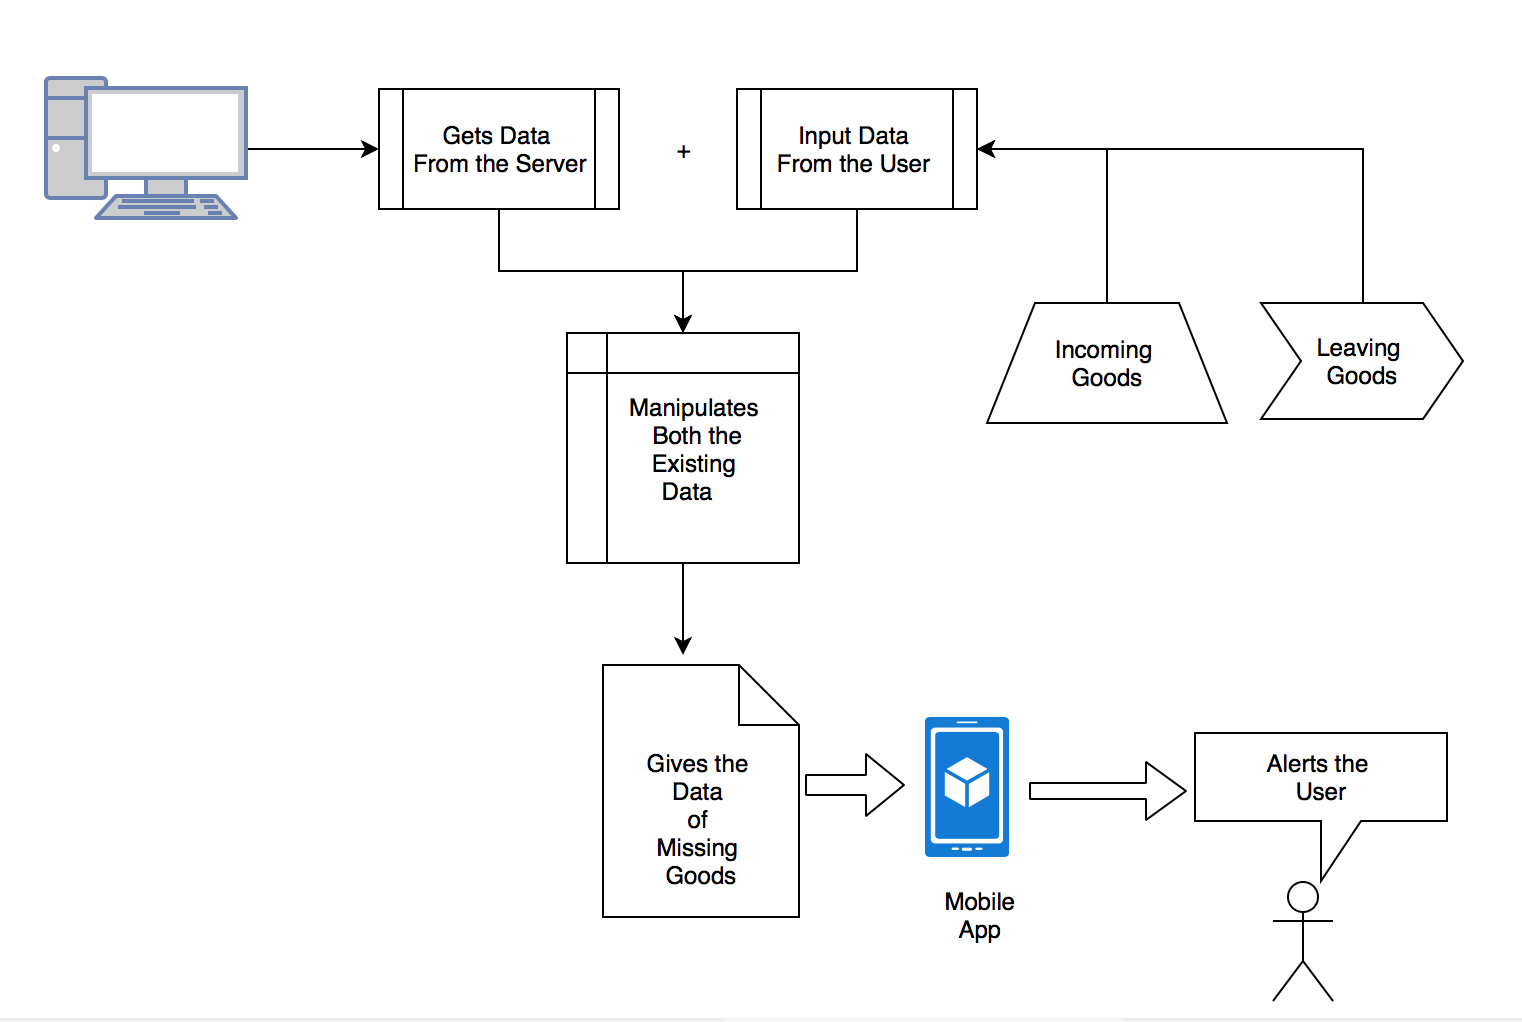 Gets Data
From the Server
+
Input Data
From the User
Incoming
Goods
Leaving
Goods
Manipulates
Both the
Existing
Data
Gives the
Data
of
Missing
Goods
Mobile
App
Alerts the
User